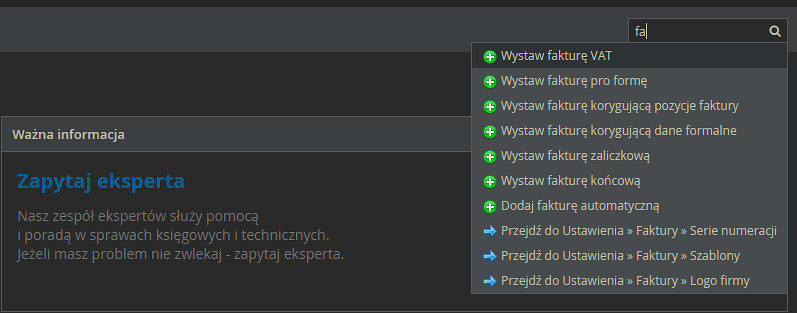 fa
Wystaw fakturę VAT
Wystaw fakturę pro formę
Wystaw fakturę korygującą pozycje faktury
Wystaw fakturę korygującą dane formalne
Wystaw fakturę zaliczkową
Wystaw fakturę końcową
Dodaj fakturę automatyczną
Przejdź do Ustawienia » Faktury » Serie numeracji
Przejdź do Ustawienia » Faktury » Szablony
Przejdź do Ustawienia » Faktury » Logo firmy
Ważna informacja
Zapytaj eksperta
Nasz zespół ekspertów służy pomocą
i poradą w sprawach księgowych i technicznych.
Jeżeli masz problem nie zwlekaj - zapytaj eksperta.